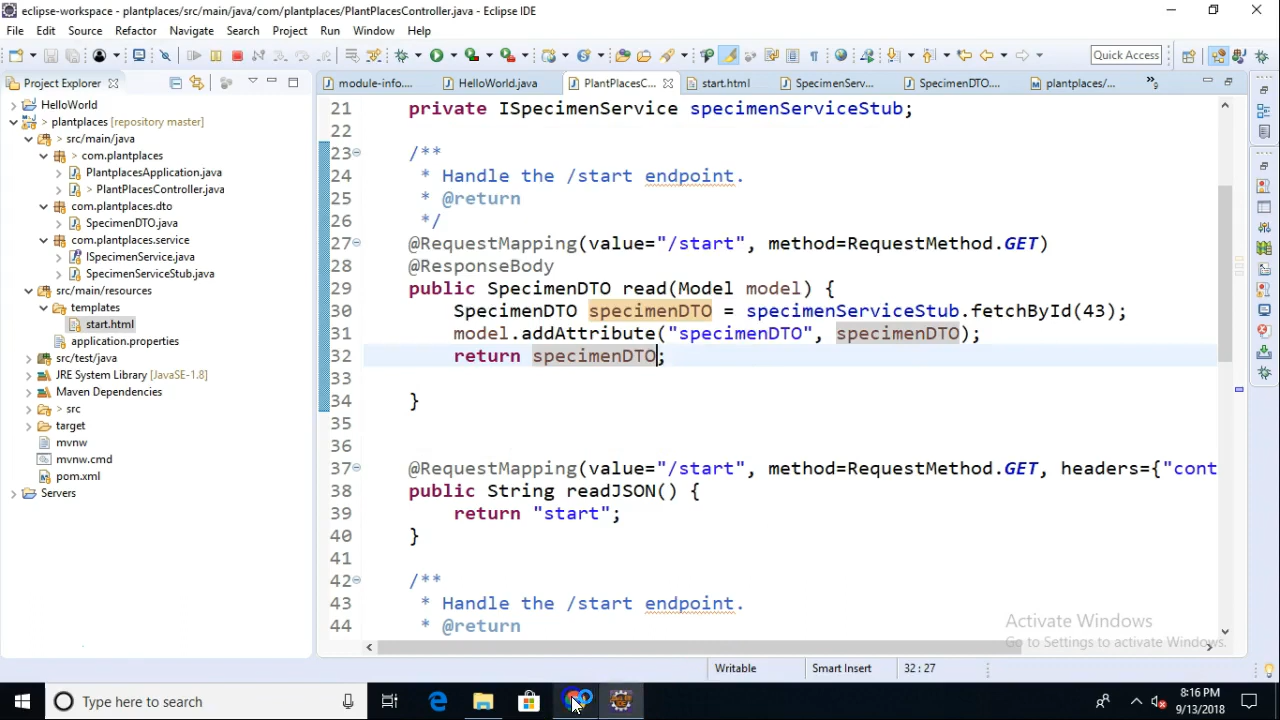 eclipse-workspace - plantplaces/src/main/java/com/plantplaces/PlantPlacesController.java - Eclipse IDE
File Edit Source Refactor Navigate Search Project Run Window Help
Quick Access
Project Explorer
module-info... HelloWorld.java PlantPlacesC... start.html SpecimenServ... SpecimenDTO.... plantplaces/... »9
HelloWorld
plantplaces [repository master]
> src/main/java
> com.plantplaces
PlantplacesApplication.java
> PlantPlacesController.java
com.plantplaces.dto
SpecimenDTO.java
com.plantplaces.service
ISpecimenService.java
SpecimenServiceStub.java
src/main/resources
templates
start.html
application.properties
src/test/java
JRE System Library [JavaSE-1.8]
Maven Dependencies
> src
target
mvnw
mvnw.cmd
pom.xml
Servers
21 private ISpecimenService specimenServiceStub;
22
23 /**
24 * Handle the /start endpoint.
25 * @return
26 */
27 @RequestMapping(value="/start", method=RequestMethod.GET)
28 @ResponseBody
29 public SpecimenDTO read(Model model) {
30 SpecimenDTO specimenDTO = specimenServiceStub.fetchById(43);
31 model.addAttribute("specimenDTO", specimenDTO);
32 return specimenDTO;
33
34 }
35
36
37 @RequestMapping(value="/start", method=RequestMethod.GET, headers={"cont
38 public String readJSON() {
39 return "start";
40 }
41
42 /**
43 * Handle the /start endpoint.
44 * @return
Activate Windows
Go to Settings to activate Windows.
Writable Smart Insert 32 : 27
Type here to search
8:16 PM
9/13/2018